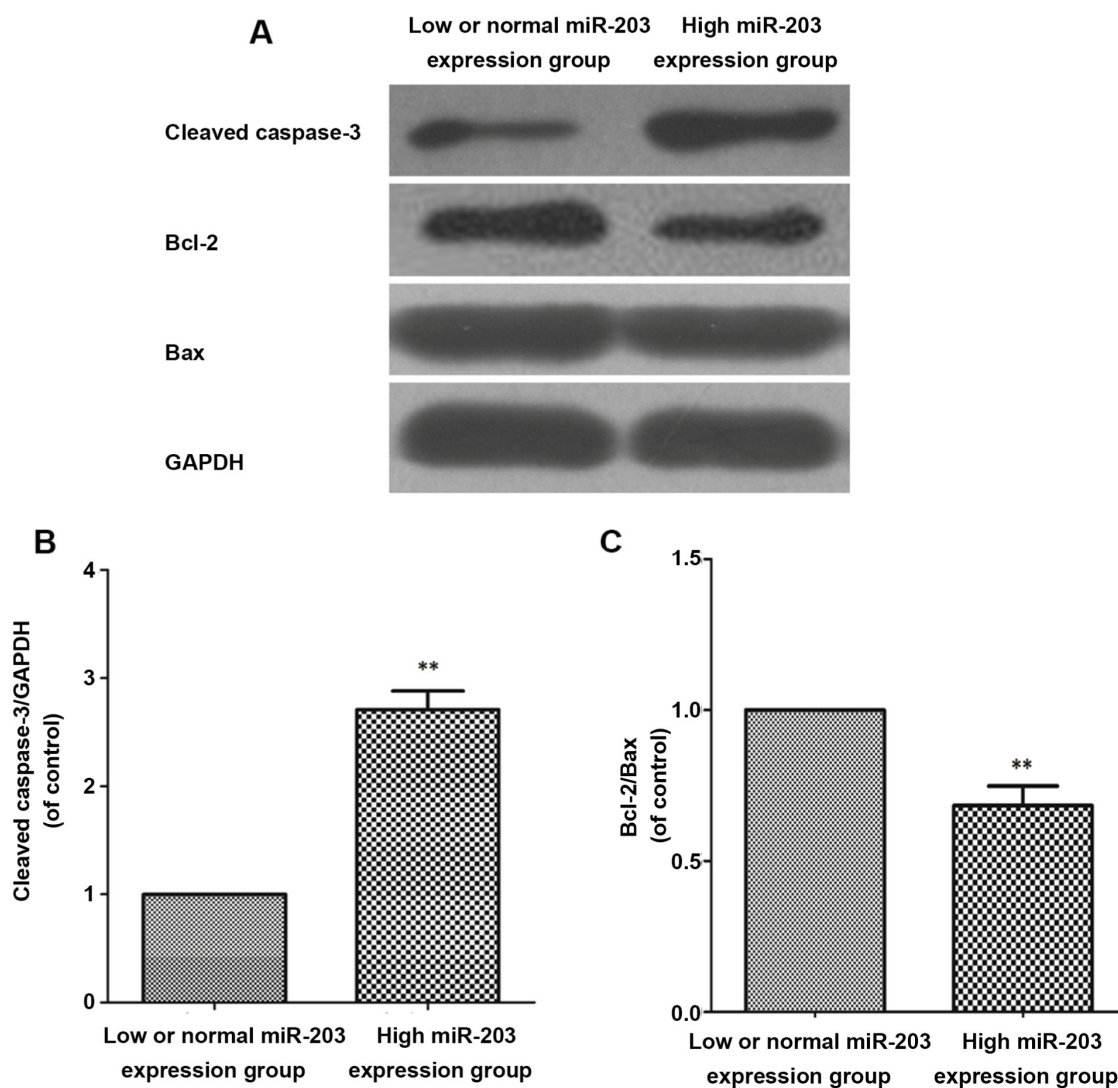 A
Low or normal miR-203 High miR-203
expression group expression group
Cleaved caspase-3
Bcl-2
Bax
GAPDH
B
Cleaved caspase-3/GAPDH
(of control)
4
3
2
1
0
**
Low or normal miR-203 High miR-203
expression group expression group
C
Bcl-2/Bax
(of control)
1.5
1.0
0.5
0.0
**
Low or normal miR-203 High miR-203
expression group expression group